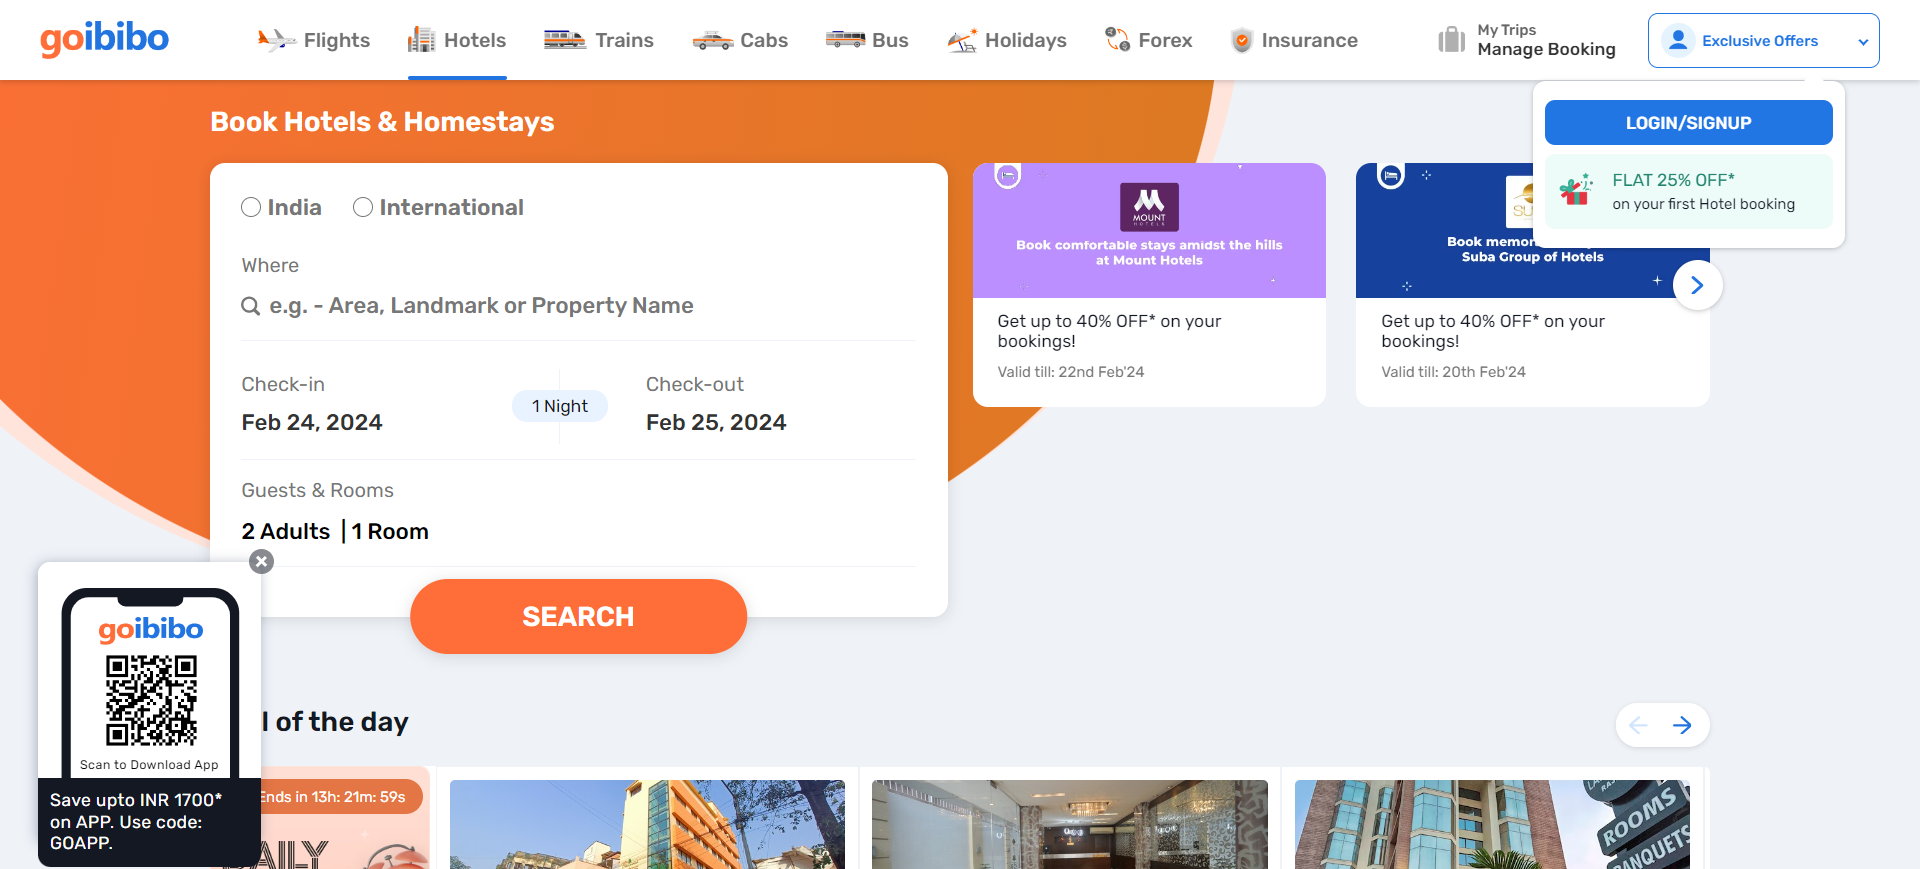 goibibo
Flights
Hotels
Trains
Cabs
Bus
Holidays
Forex
Insurance
My Trips
Manage Booking
Exclusive Offers
LOGIN/SIGNUP
FLAT 25% OFF*
on your first Hotel booking
Book Hotels & Homestays
India
International
Where
e.g. - Area, Landmark or Property Name
Check-in
Feb 24, 2024
1 Night
Check-out
Feb 25, 2024
Guests & Rooms
2 Adults | 1 Room
SEARCH
MOUNT
HOTELS
Book comfortable stays amidst the hills
at Mount Hotels
Get up to 40% OFF* on your
bookings!
Valid till: 22nd Feb'24
SU
Book memor
Suba Group of Hotels
Get up to 40% OFF* on your
bookings!
Valid till: 20th Feb'24
goibibo
Scan to Download App
Save upto INR 1700*
on APP. Use code:
GOAPP.
l of the day
Ends in 13h: 21m: 59s
AILY
ROOMS
BANQUETS